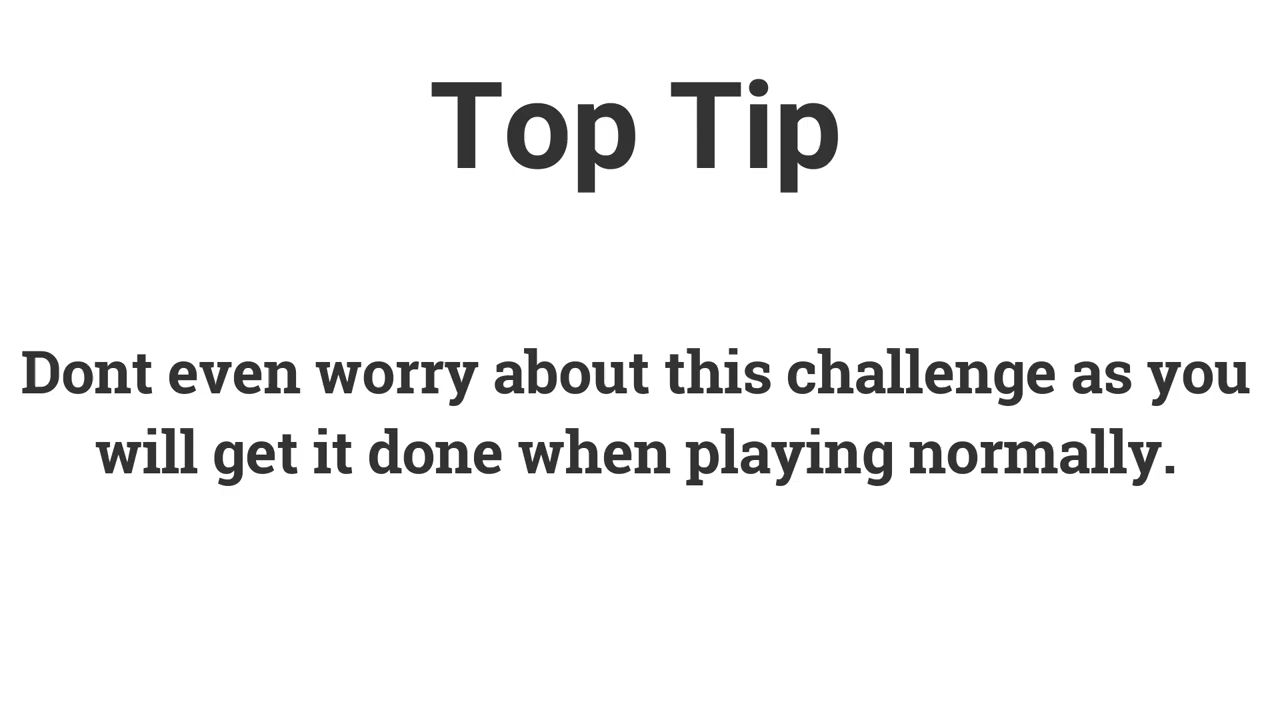 Top Tip
Dont even worry about this challenge as you
will get it done when playing normally.